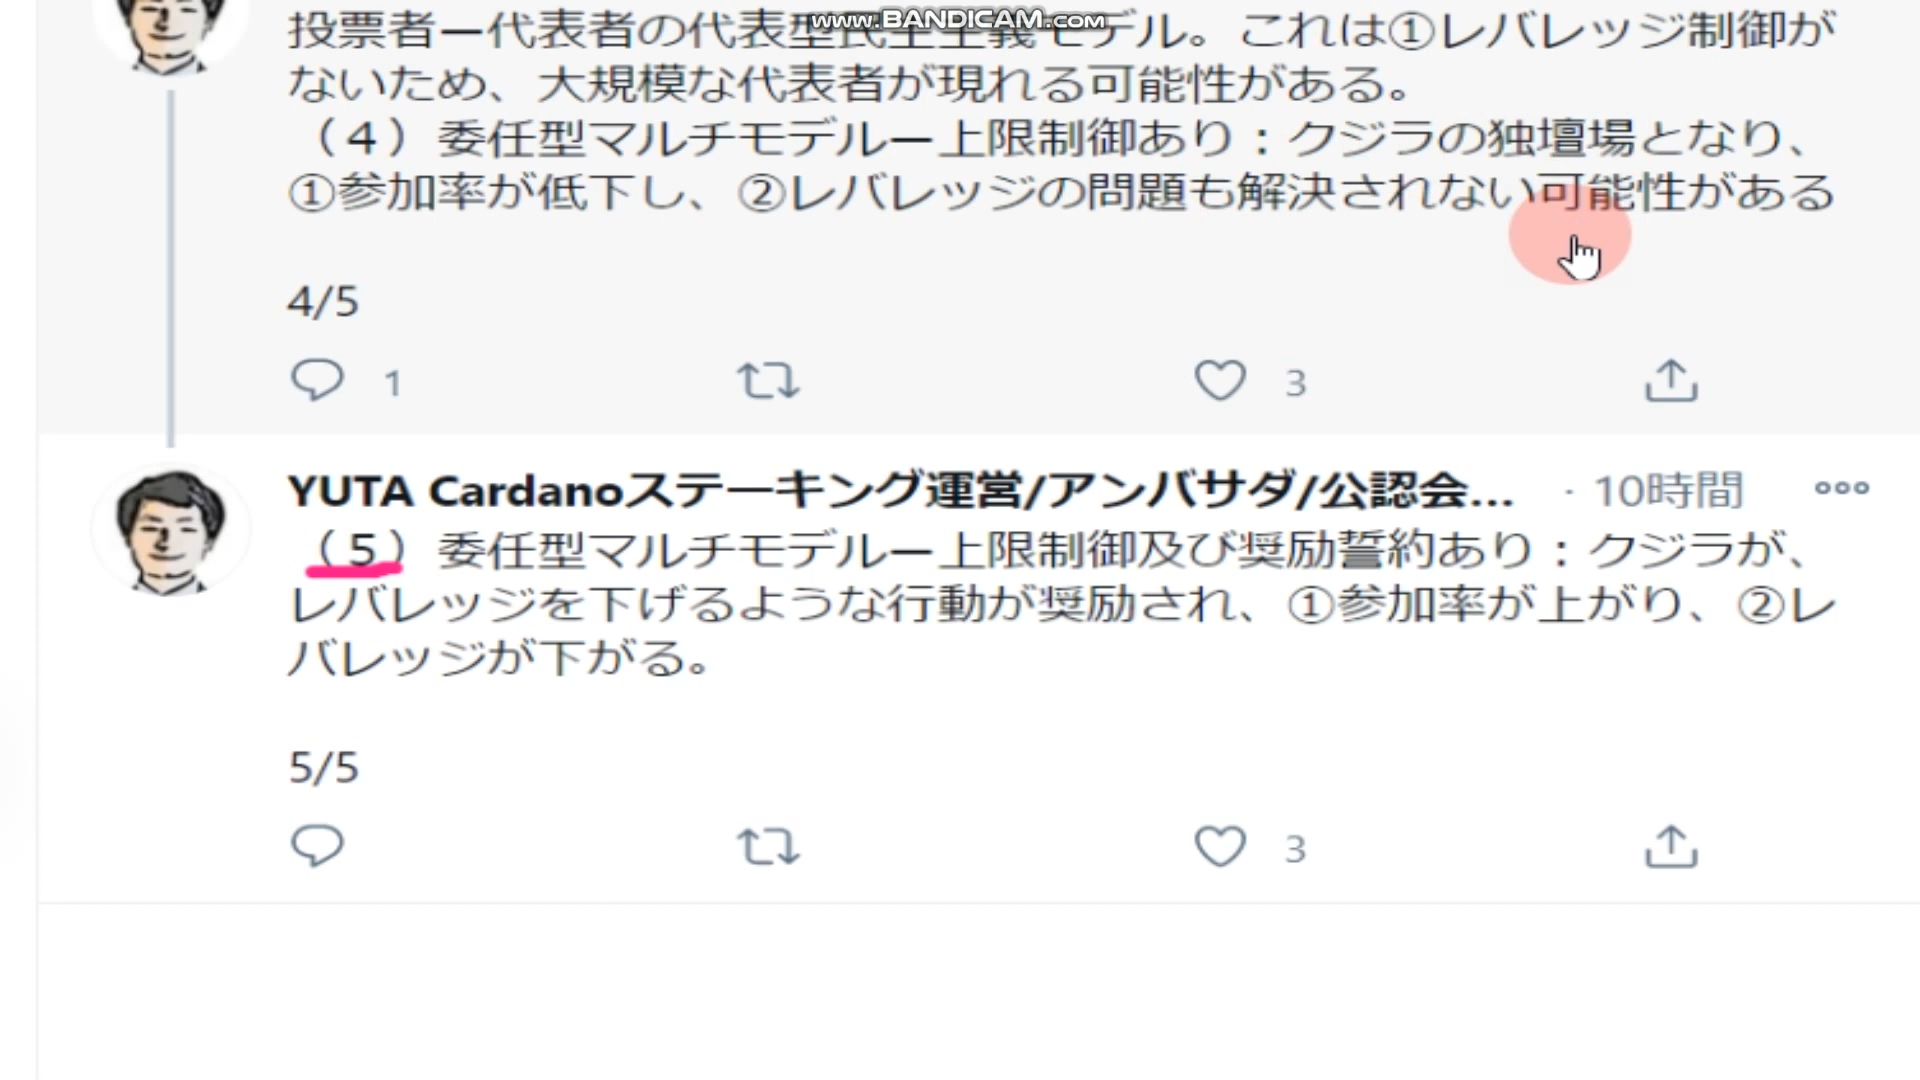 www.BANDICAM.com
投票者ー代表者の代表型民主主義モデル。これは①レバレッジ制御が
ないため、大規模な代表者が現れる可能性がある。
（４）委任型マルチモデルー上限制御あり：クジラの独壇場となり、
①参加率が低下し、②レバレッジの問題も解決されない可能性がある
4/5
1 3
YUTA Cardanoステーキング運営/アンバサダ/公認会... · 10時間
（５）委任型マルチモデルー上限制御及び奨励誓約あり：クジラが、
レバレッジを下げるような行動が奨励され、①参加率が上がり、②レ
バレッジが下がる。
5/5
3